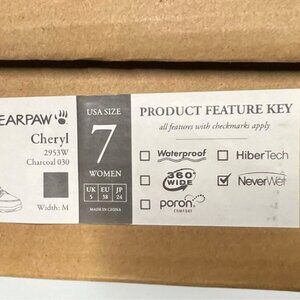 EARPAW
Cheryl
2953W
Charcoal 030
Width: M
USA SIZE
7
WOMEN
UK EU JP
5 38 24
MADE IN CHINA
PRODUCT FEATURE KEY
all features with checkmarks apply
Waterproof
HiberTech
360°
WIDE
NeverWet
poron